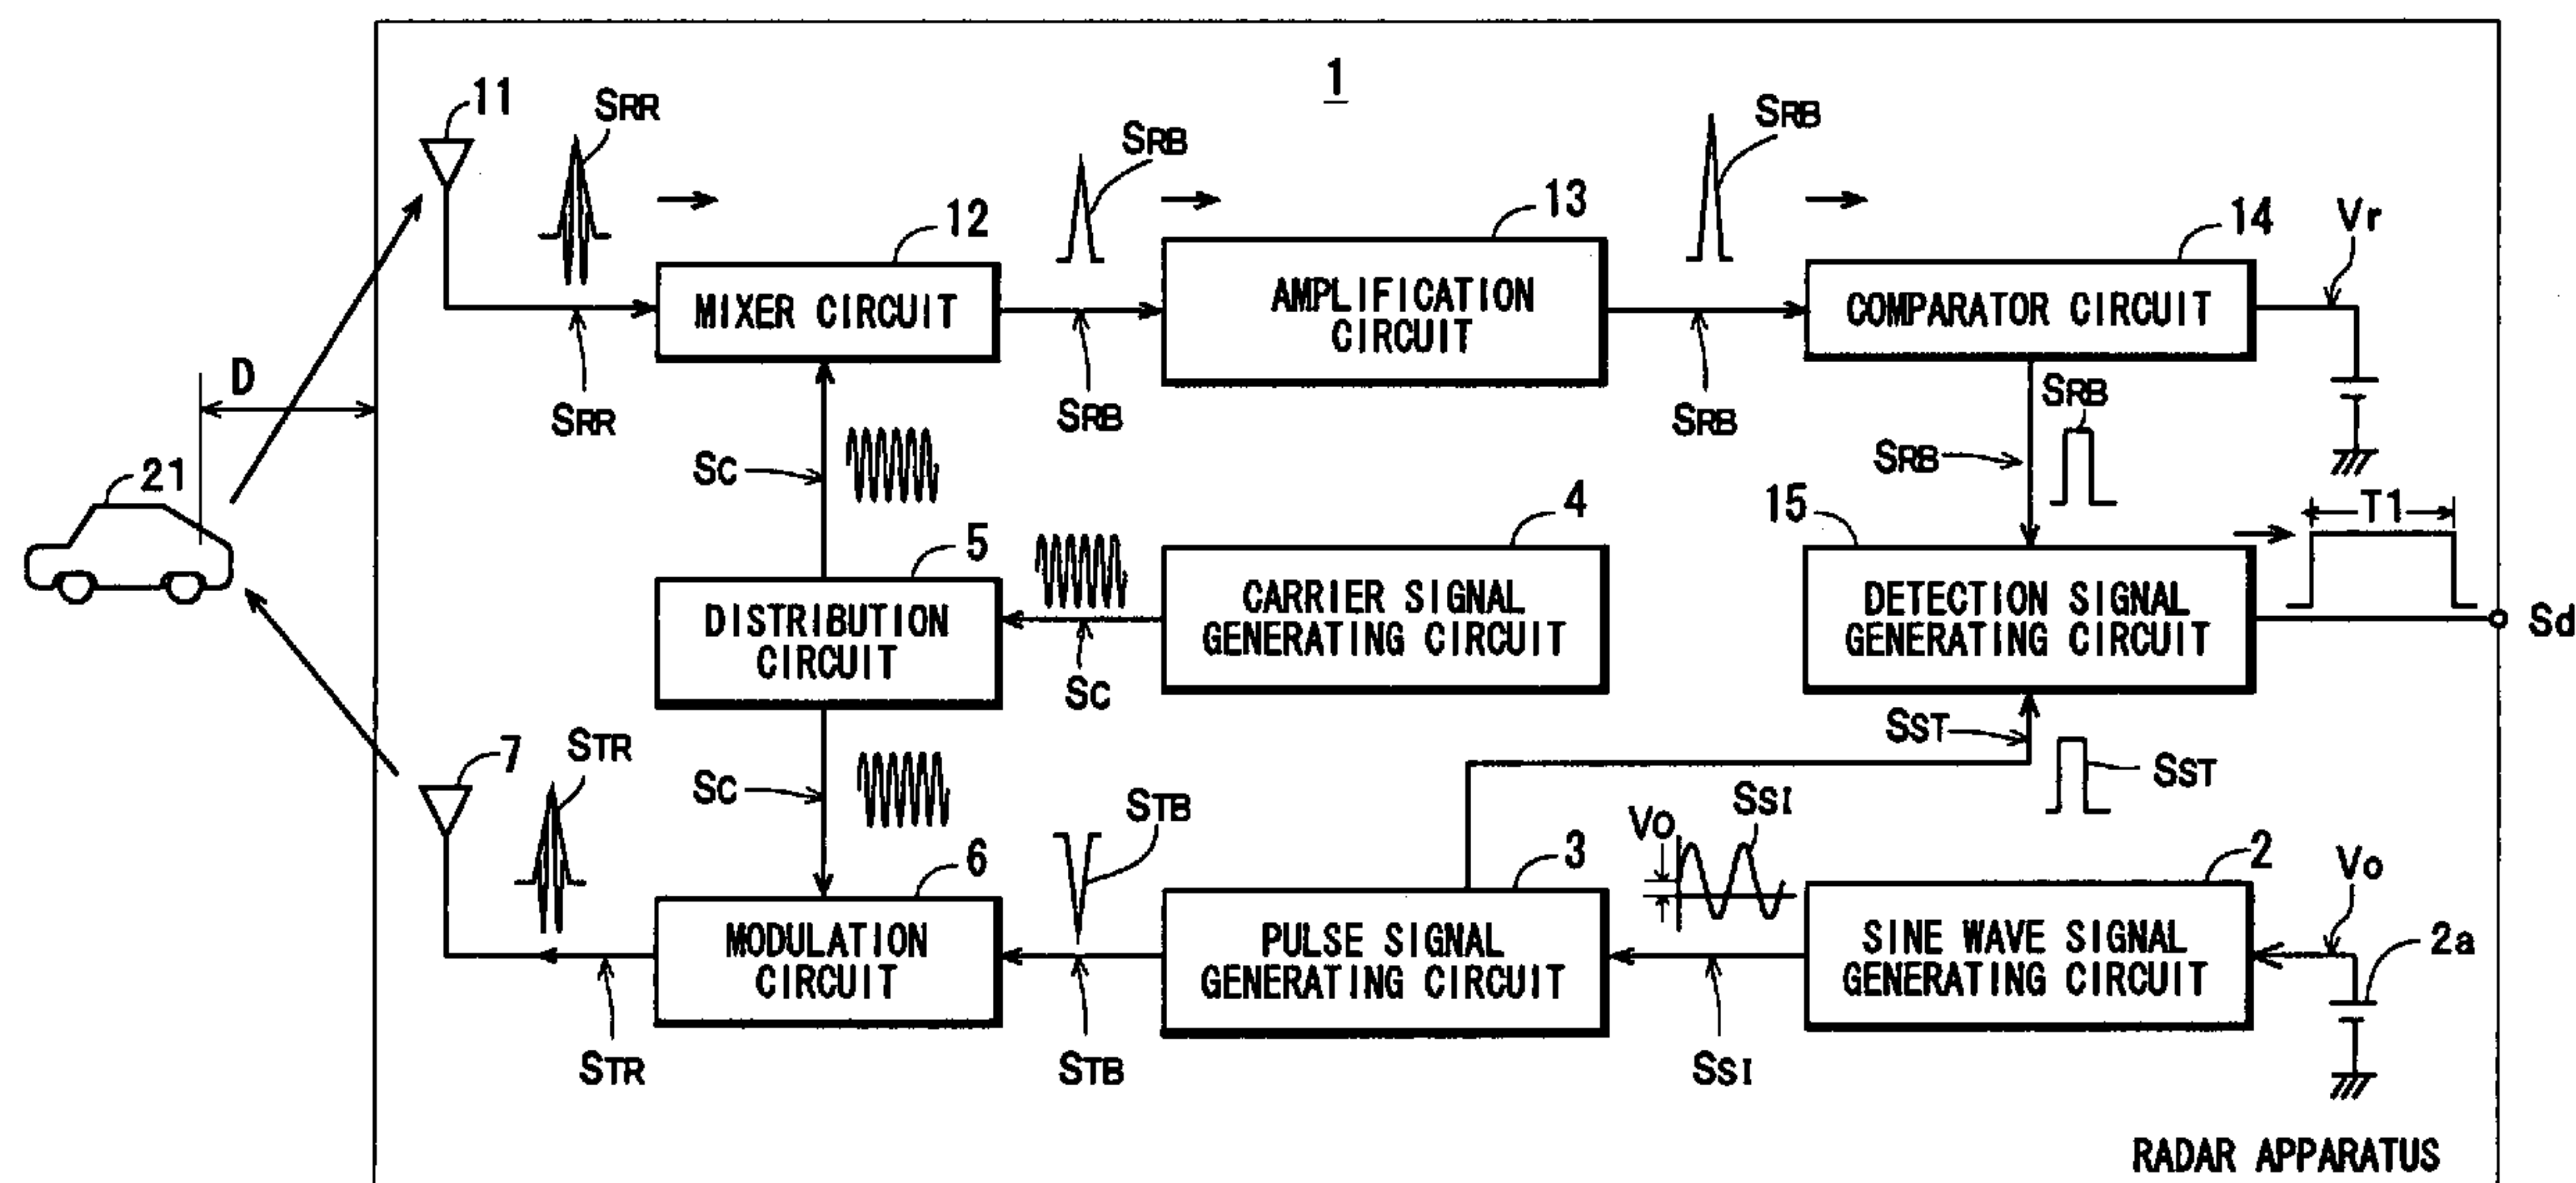 1
11
SRR
SRB
SRB
12
13
14
Vr
MIXER CIRCUIT
AMPLIFICATION
CIRCUIT
COMPARATOR CIRCUIT
D
SRR
SRB
SRB
SRB
SRB
21
SC
T1
5
4
15
DISTRIBUTION
CIRCUIT
CARRIER SIGNAL
GENERATING CIRCUIT
DETECTION SIGNAL
GENERATING CIRCUIT
Sd
SC
7
STR
SC
STB
SST
SST
VO
SSI
6
3
2
Vo
2a
MODULATION
CIRCUIT
PULSE SIGNAL
GENERATING CIRCUIT
SINE WAVE SIGNAL
GENERATING CIRCUIT
STR
STB
SSI
RADAR APPARATUS